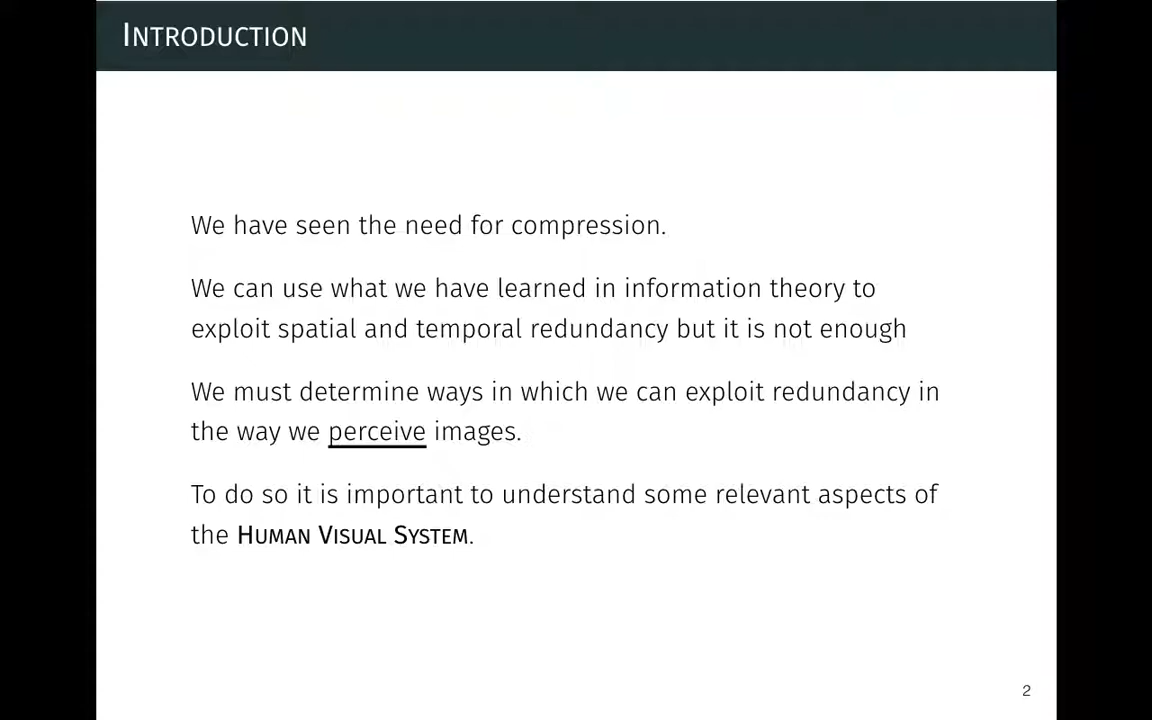 INTRODUCTION
We have seen the need for compression.
We can use what we have learned in information theory to
exploit spatial and temporal redundancy but it is not enough
We must determine ways in which we can exploit redundancy in
the way we perceive images.
To do so it is important to understand some relevant aspects of
the HUMAN VISUAL SYSTEM.
2